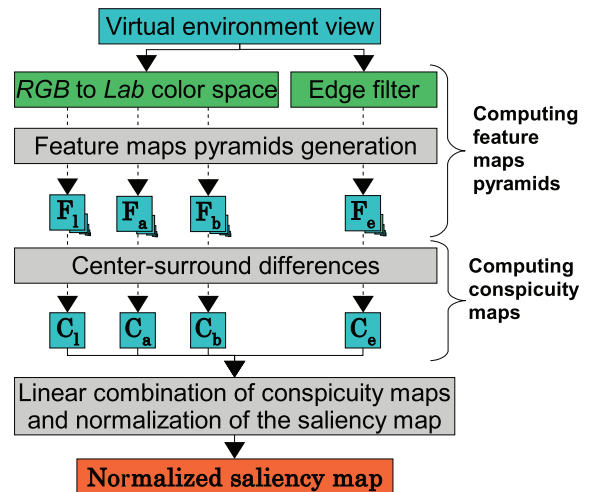 Virtual environment view
RGB to Lab color space
Edge filter
Computing
feature
maps
pyramids
Feature maps pyramids generation
Fl
Fa
Fb
Fe
Center-surround differences
Computing
conspicuity
maps
Cl
Ca
Cb
Ce
Linear combination of conspicuity maps
and normalization of the saliency map
Normalized saliency map